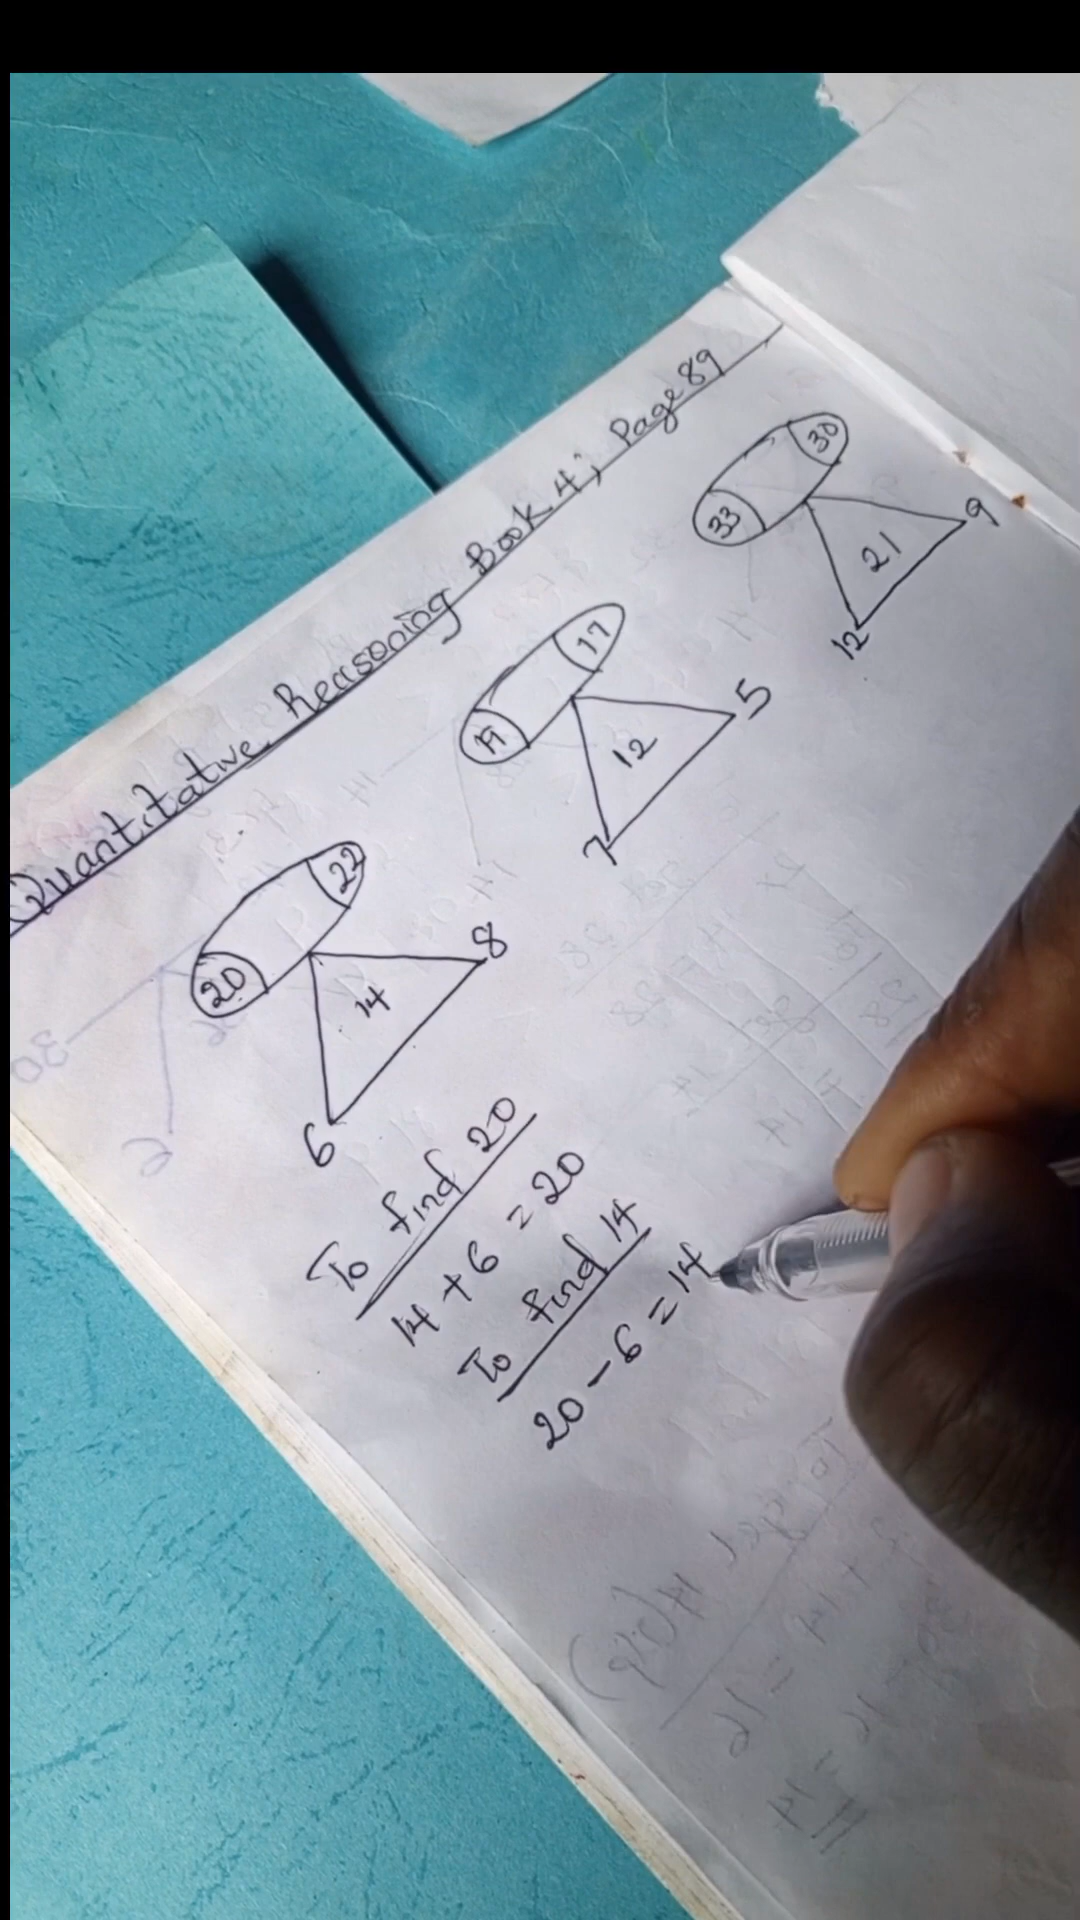 Quantitative Reasoning Book 4; Page 89
20 22
14
6 8
19 17
12
7 5
33 30
21
12 9
To find 20
14 + 6 = 20
To find 14
20 - 6 = 14